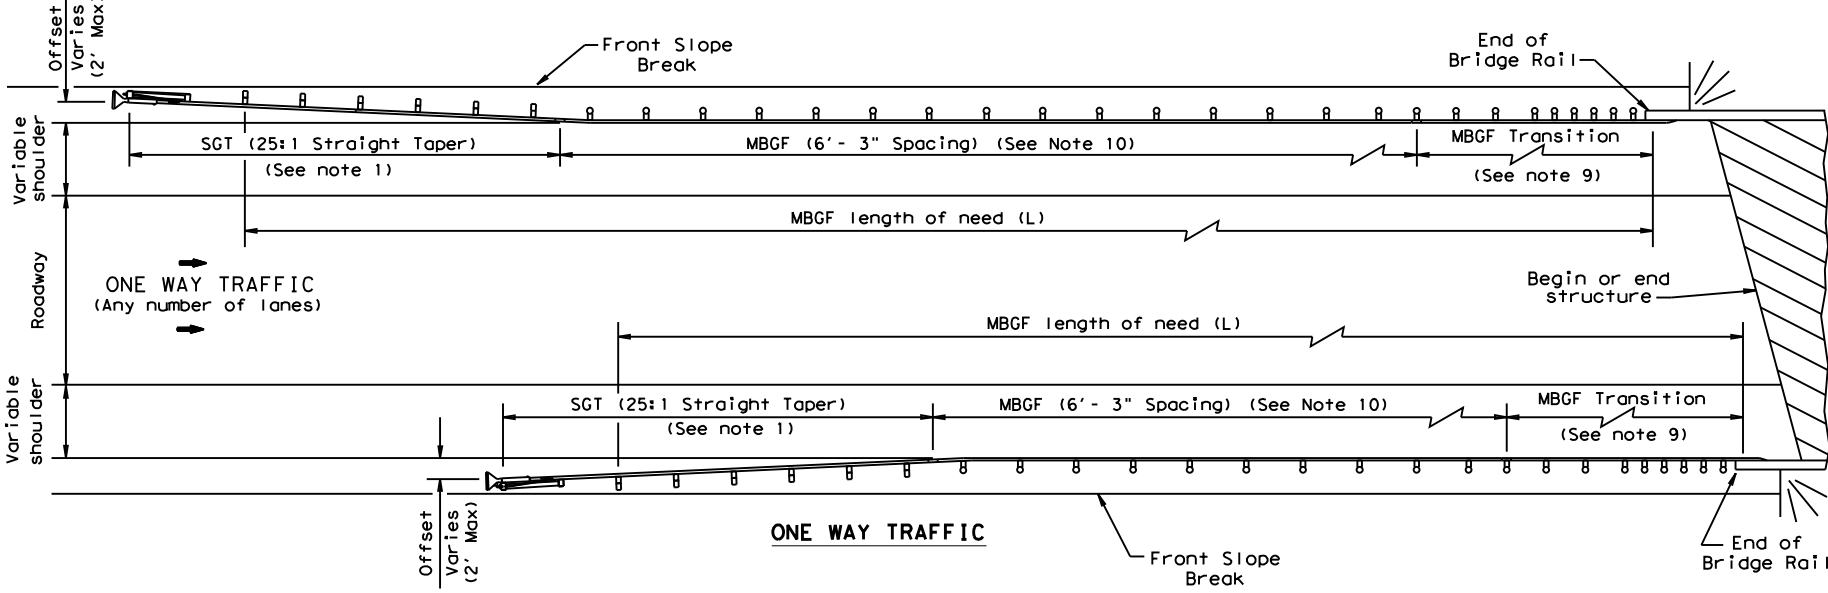 Offset
Varies
(2' Max)
Front Slope
Break
End of
Bridge Rail
Variable
shoulder
SGT (25:1 Straight Taper)
(See note 1)
MBGF (6'- 3" Spacing) (See Note 10)
MBGF Transition
(See note 9)
MBGF length of need (L)
Roadway
ONE WAY TRAFFIC
(Any number of lanes)
Begin or end
structure
MBGF length of need (L)
Variable
shoulder
SGT (25:1 Straight Taper)
(See note 1)
MBGF (6'- 3" Spacing) (See Note 10)
MBGF Transition
(See note 9)
Offset
Varies
(2' Max)
ONE WAY TRAFFIC
Front Slope
Break
End of
Bridge Rail